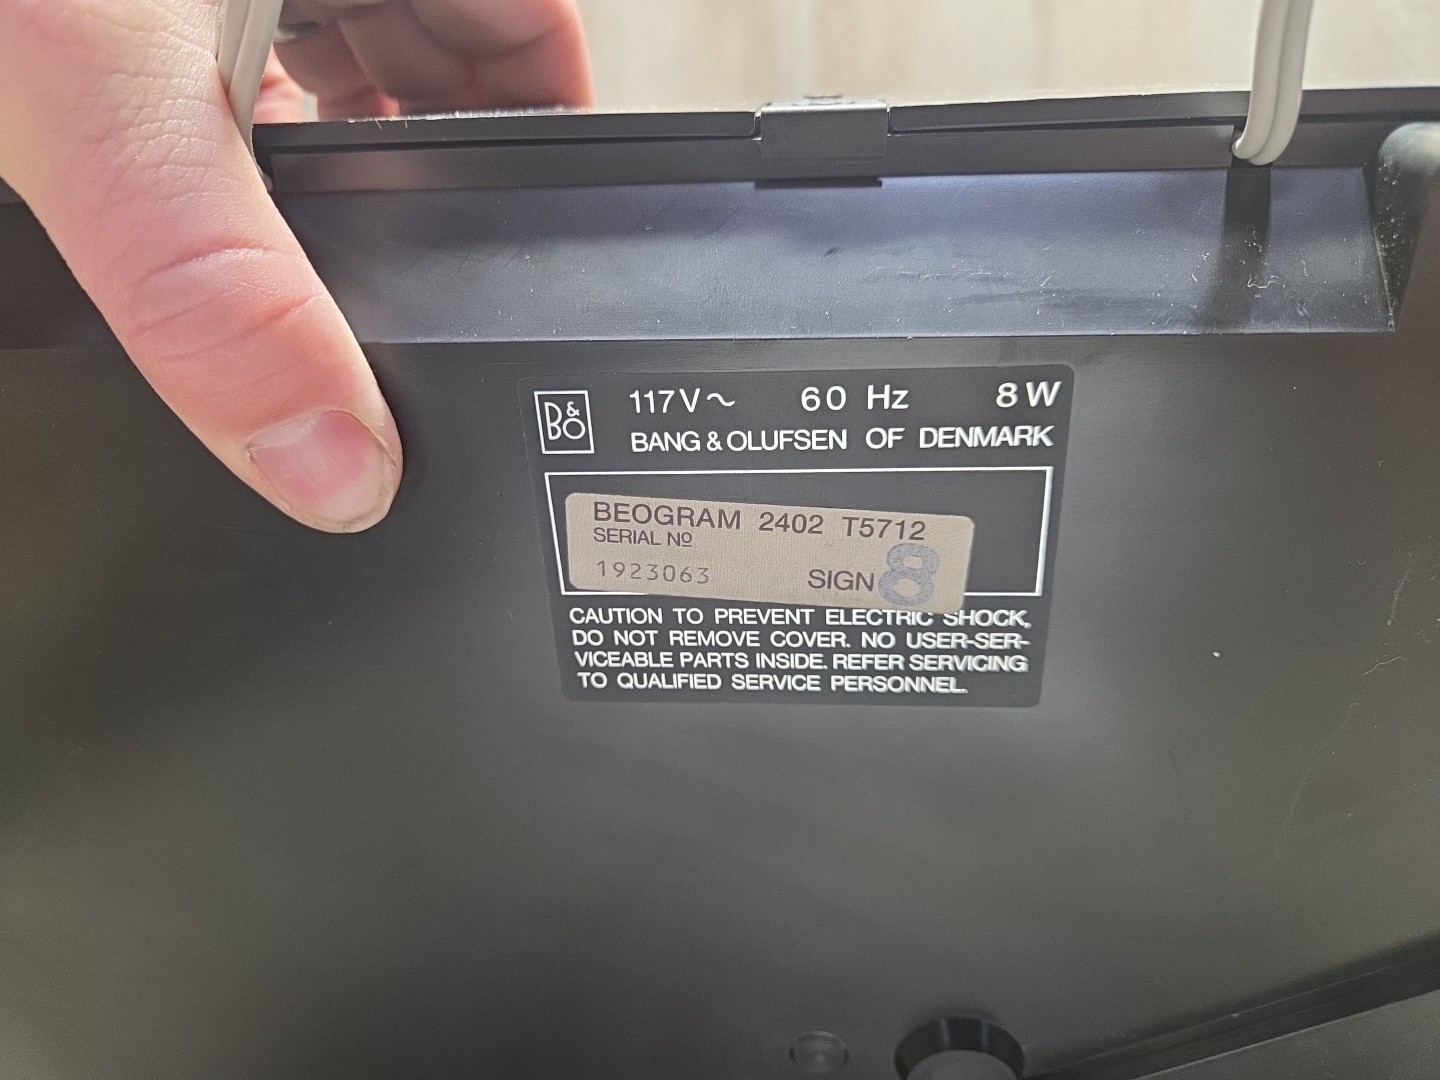 B&O
117V~ 60 Hz 8W
BANG & OLUFSEN OF DENMARK
BEOGRAM 2402 T5712
SERIAL Nº
1923063 SIGN 8
CAUTION TO PREVENT ELECTRIC SHOCK,
DO NOT REMOVE COVER. NO USER-SER-
VICEABLE PARTS INSIDE. REFER SERVICING
TO QUALIFIED SERVICE PERSONNEL.